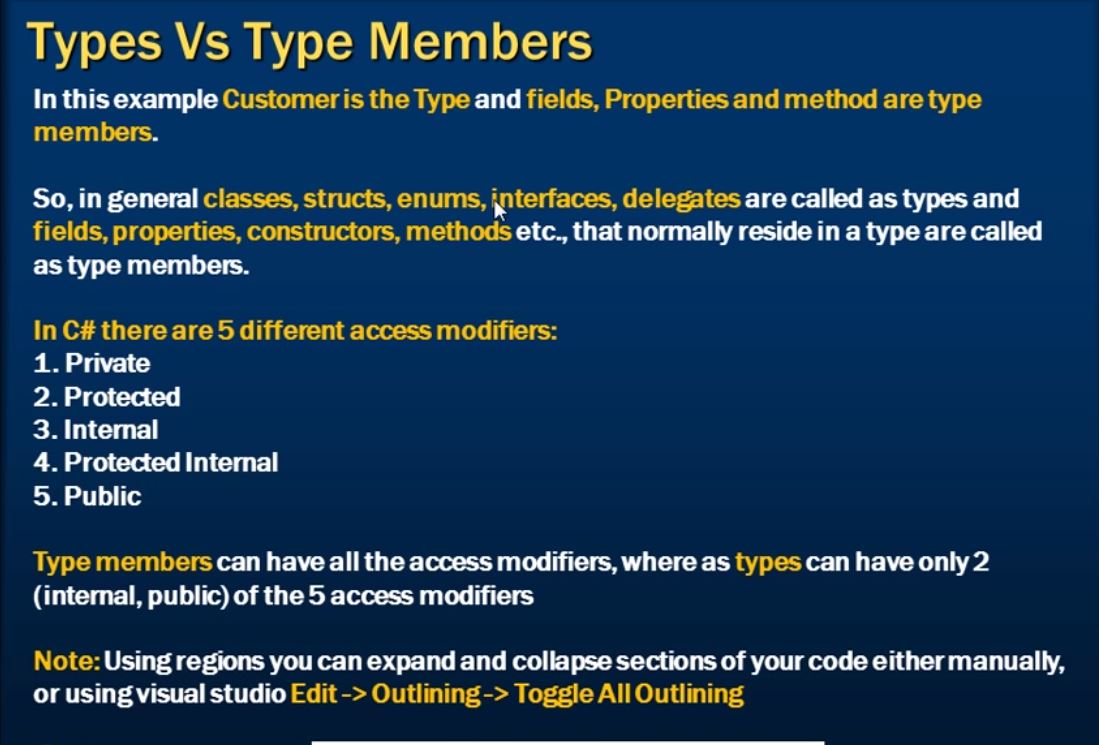 Types Vs Type Members
In this example Customer is the Type and fields, Properties and method are type
members.
So, in general classes, structs, enums, interfaces, delegates are called as types and
fields, properties, constructors, methods etc., that normally reside in a type are called
as type members.
In C# there are 5 different access modifiers:
1. Private
2. Protected
3. Internal
4. Protected Internal
5. Public
Type members can have all the access modifiers, where as types can have only 2
(internal, public) of the 5 access modifiers
Note: Using regions you can expand and collapse sections of your code either manually,
or using visual studio Edit -> Outlining -> Toggle All Outlining